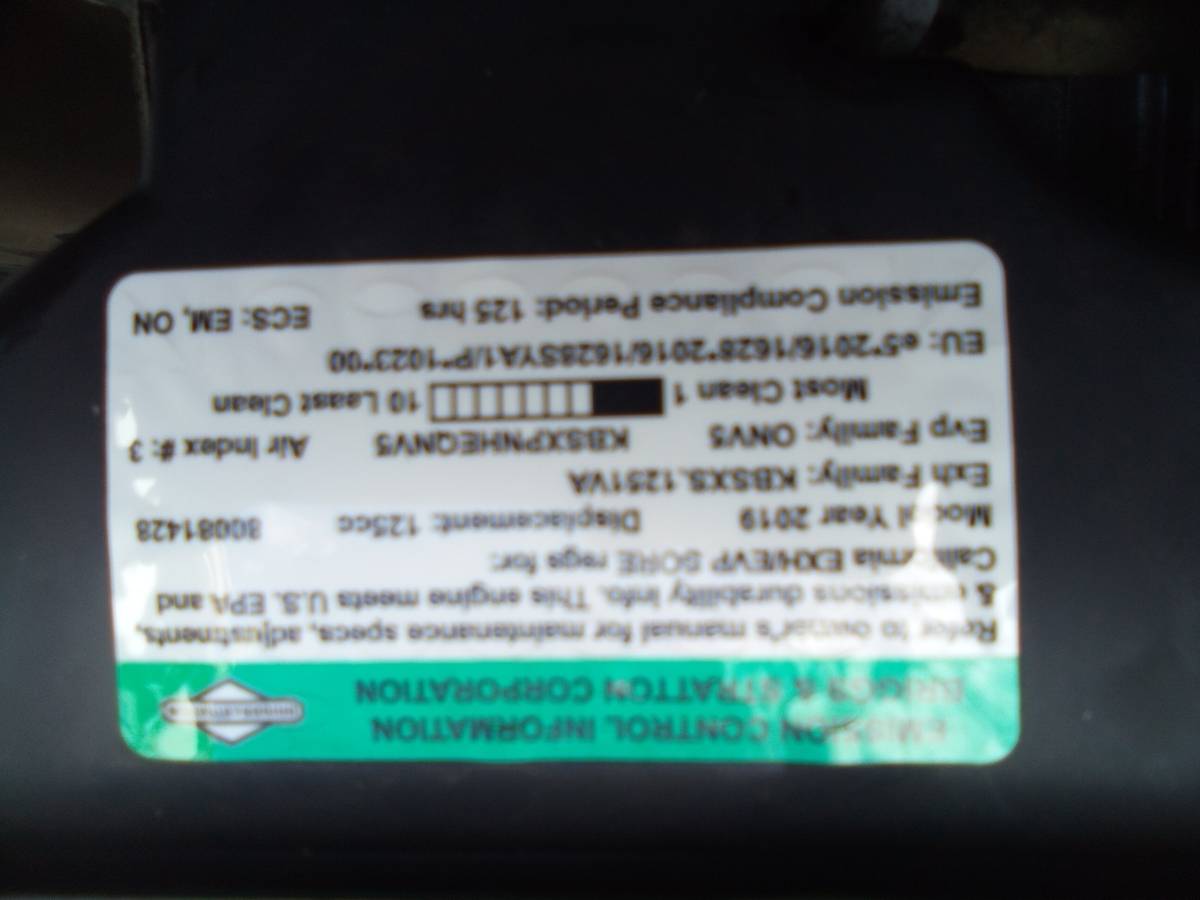 EMISSION CONTROL INFORMATION
BRIGGS & STRATTON CORPORATION
BRIGGS & STRATTON
Refer to owner's manual for maintenance, specs, adjustments,
& emissions durability info. This engine meets U.S. EPA and
California EXH/EVP SORE regs for:
Model Year 2019 Displacement: 125cc 80081428
Exh Family: KBSXS.1251VA
Evp Family: ONV5 KBSXPNHEQNV5 Air Index #: 3
Most Clean 1 10 Least Clean
EU: e5*2016/1628*2016/1628SYA1/P*1023*00
Emission Compliance Period: 125 hrs ECS: EM, ON